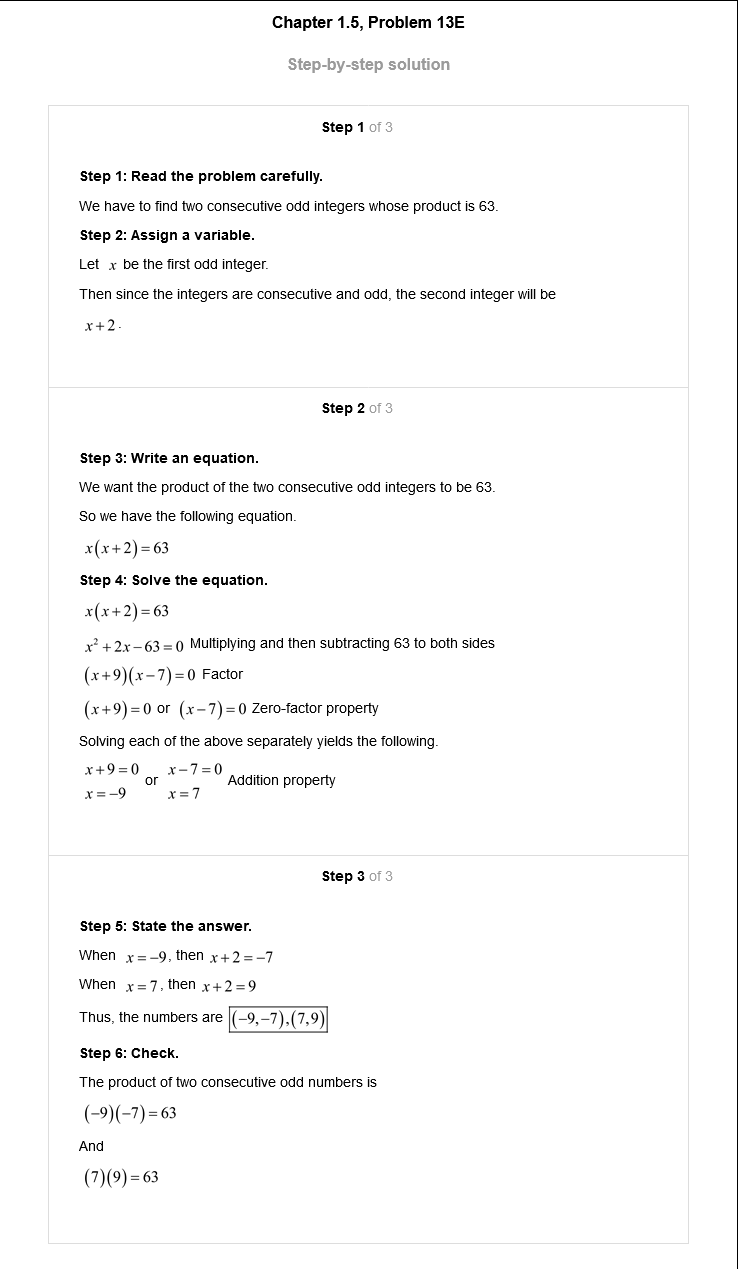 Chapter 1.5, Problem 13E
Step-by-step solution
Step 1 of 3
Step 1: Read the problem carefully.
We have to find two consecutive odd integers whose product is 63.
Step 2: Assign a variable.
Let x be the first odd integer.
Then since the integers are consecutive and odd, the second integer will be
x+2.
Step 2 of 3
Step 3: Write an equation.
We want the product of the two consecutive odd integers to be 63.
So we have the following equation.
x(x+2)=63
Step 4: Solve the equation.
x(x+2)=63
x²+2x−63=0 Multiplying and then subtracting 63 to both sides
(x+9)(x−7)=0 Factor
(x+9)=0 or (x−7)=0 Zero-factor property
Solving each of the above separately yields the following.
x+9=0 or x−7=0 Addition property
x=−9 x=7
Step 3 of 3
Step 5: State the answer.
When x=−9, then x+2=−7
When x=7, then x+2=9
Thus, the numbers are (−9,−7),(7,9)
Step 6: Check.
The product of two consecutive odd numbers is
(−9)(−7)=63
And
(7)(9)=63